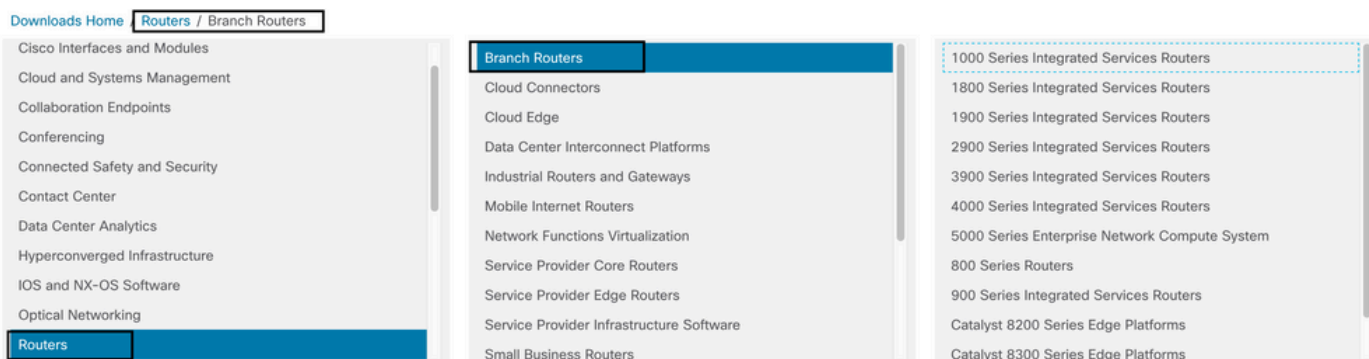 Downloads Home / Routers / Branch Routers
Cisco Interfaces and Modules
Cloud and Systems Management
Collaboration Endpoints
Conferencing
Connected Safety and Security
Contact Center
Data Center Analytics
Hyperconverged Infrastructure
IOS and NX-OS Software
Optical Networking
Routers
Branch Routers
Cloud Connectors
Cloud Edge
Data Center Interconnect Platforms
Industrial Routers and Gateways
Mobile Internet Routers
Network Functions Virtualization
Service Provider Core Routers
Service Provider Edge Routers
Service Provider Infrastructure Software
Small Business Routers
1000 Series Integrated Services Routers
1800 Series Integrated Services Routers
1900 Series Integrated Services Routers
2900 Series Integrated Services Routers
3900 Series Integrated Services Routers
4000 Series Integrated Services Routers
5000 Series Enterprise Network Compute System
800 Series Routers
900 Series Integrated Services Routers
Catalyst 8200 Series Edge Platforms
Catalyst 8300 Series Edge Platforms